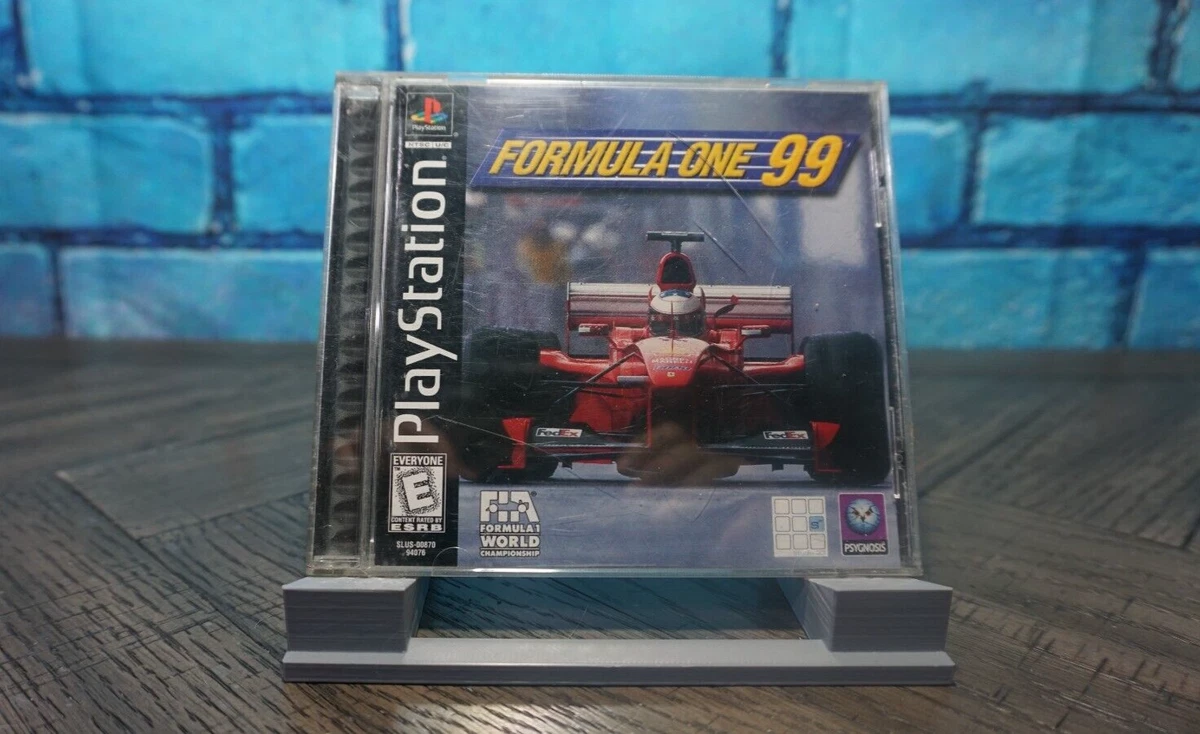 PlayStation
NTSC U/C
PlayStation
FORMULA ONE 99
FedEx
FedEx
EVERYONE
E
CONTENT RATED BY
ESRB
SLUS-00870
94076
FIA
FORMULA 1
WORLD
CHAMPIONSHIP
PSYGNOSIS